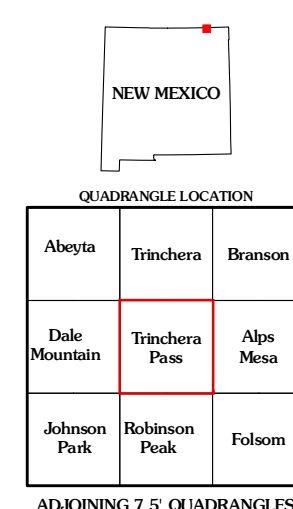 NEW MEXICO
QUADRANGLE LOCATION
Abeyta
Trinchera
Branson
Dale
Mountain
Trinchera
Pass
Alps
Mesa
Johnson
Park
Robinson
Peak
Folsom
ADJOINING 7.5' QUADRANGLES